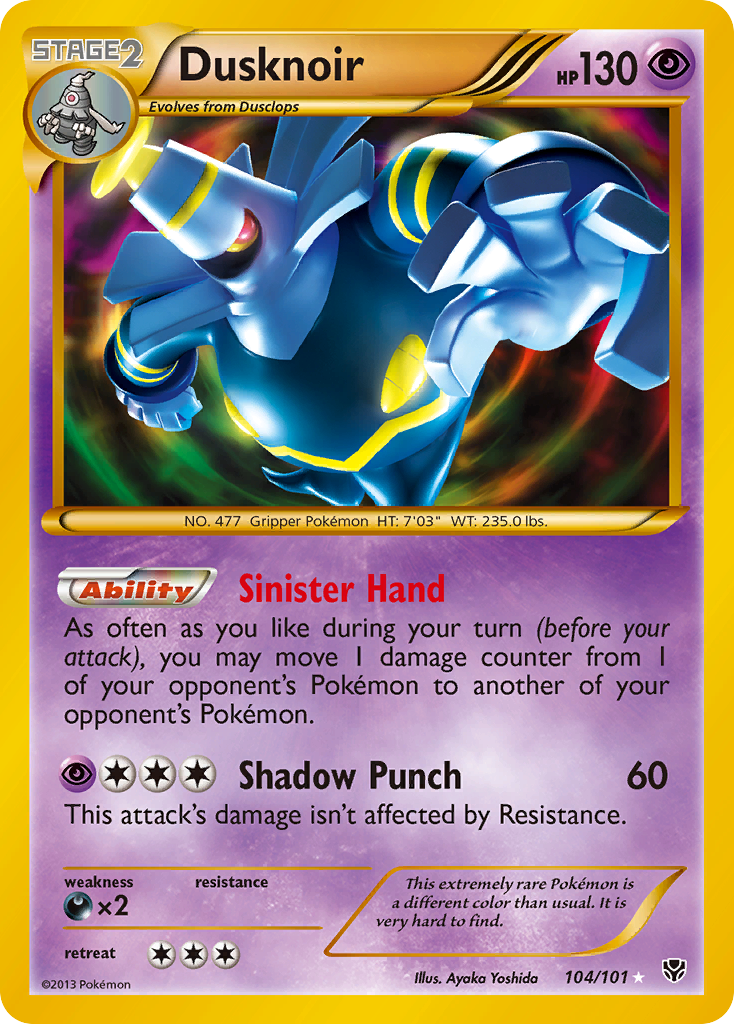 STAGE2
Dusknoir
HP130
Evolves from Dusclops
NO. 477 Gripper Pokémon HT: 7'03" WT: 235.0 lbs.
Ability Sinister Hand
As often as you like during your turn (before your
attack), you may move 1 damage counter from 1
of your opponent's Pokémon to another of your
opponent's Pokémon.
Shadow Punch 60
This attack's damage isn't affected by Resistance.
weakness resistance
×2
retreat
This extremely rare Pokémon is
a different color than usual. It is
very hard to find.
©2013 Pokémon
Illus. Ayaka Yoshida 104/101